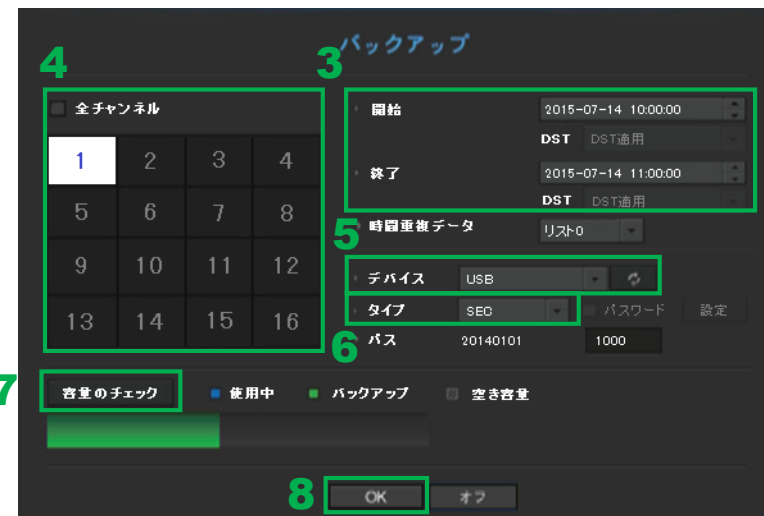 バックアップ
3
4
全チャンネル
1 2 3 4
5 6 7 8
9 10 11 12
13 14 15 16
開始 2015-07-14 10:00:00
DST DST適用
終了 2015-07-14 11:00:00
DST DST適用
5
時間重複データ リスト0
デバイス USB
タイプ SEC パスワード 設定
6
パス 20140101 1000
7
容量のチェック 使用中 バックアップ 空き容量
8
OK オフ